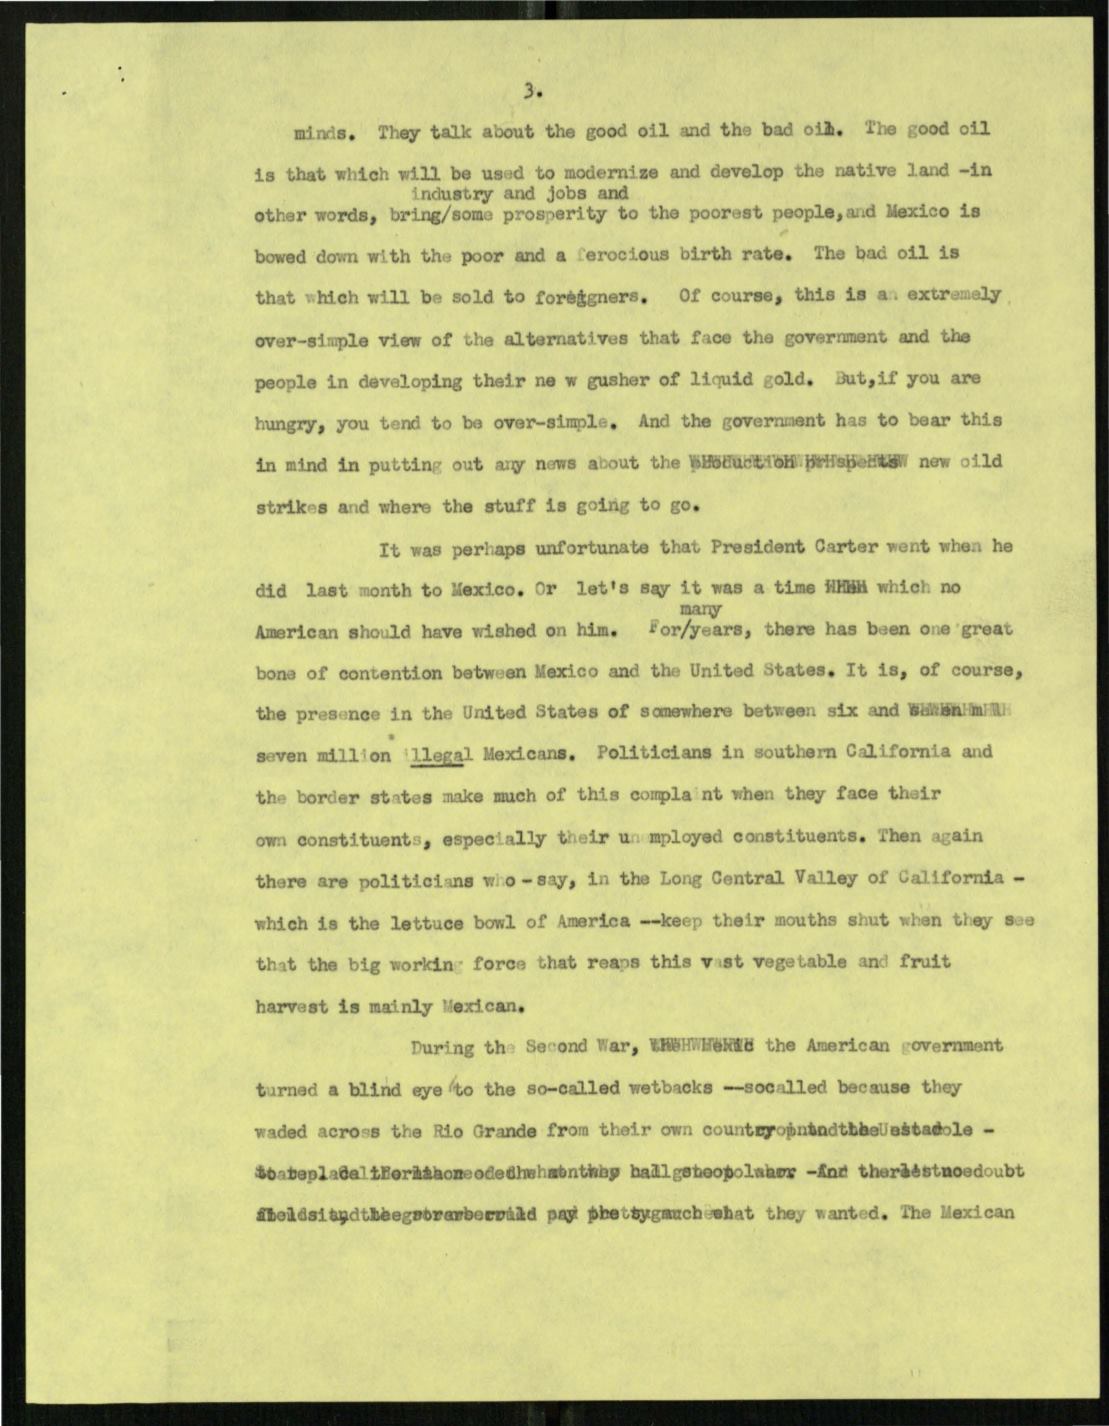 3.
minds. They talk about the good oil and the bad oil. The good oil
is that which will be used to modernize and develop the native land -in
industry and jobs and
other words, bring/some prosperity to the poorest people,and Mexico is
bowed down with the poor and a ferocious birth rate. The bad oil is
that which will be sold to foreigners. Of course, this is an extremely
over-simple view of the alternatives that face the government and the
people in developing their ne w gusher of liquid gold. But,if you are
hungry, you tend to be over-simple. And the government has to bear this
in mind in putting out any news about the new oild
strikes and where the stuff is going to go.
It was perhaps unfortunate that President Carter went when he
did last month to Mexico. Or let's say it was a time which no
many
American should have wished on him. For/years, there has been one great
bone of contention between Mexico and the United States. It is, of course,
the presence in the United States of somewhere between six and
seven million illegal Mexicans. Politicians in southern California and
the border states make much of this complaint when they face their
own constituents, especially their unemployed constituents. Then again
there are politicians who -say, in the Long Central Valley of California -
which is the lettuce bowl of America --keep their mouths shut when they see
that the big working force that reaps this vast vegetable and fruit
harvest is mainly Mexican.
During the Second War, the American government
turned a blind eye to the so-called wetbacks --socalled because they
waded across the Rio Grande from their own
doubt
pay what they wanted. The Mexican